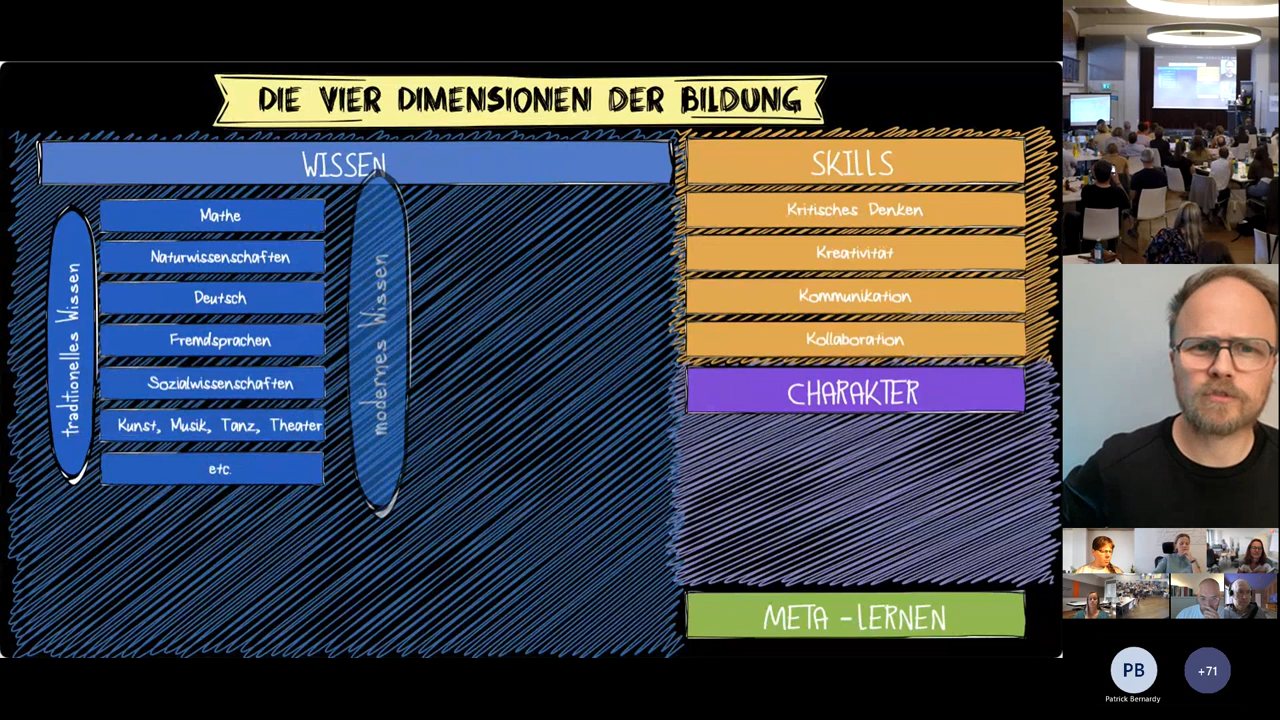 DIE VIER DIMENSIONEN DER BILDUNG
WISSEN
traditionelles Wissen
Mathe
Naturwissenschaften
Deutsch
Fremdsprachen
Sozialwissenschaften
Kunst, Musik, Tanz, Theater
etc.
modernes Wissen
SKILLS
Kritisches Denken
Kreativität
Kommunikation
Kollaboration
CHARAKTER
META-LERNEN
PB
Patrick Bernardy
+71